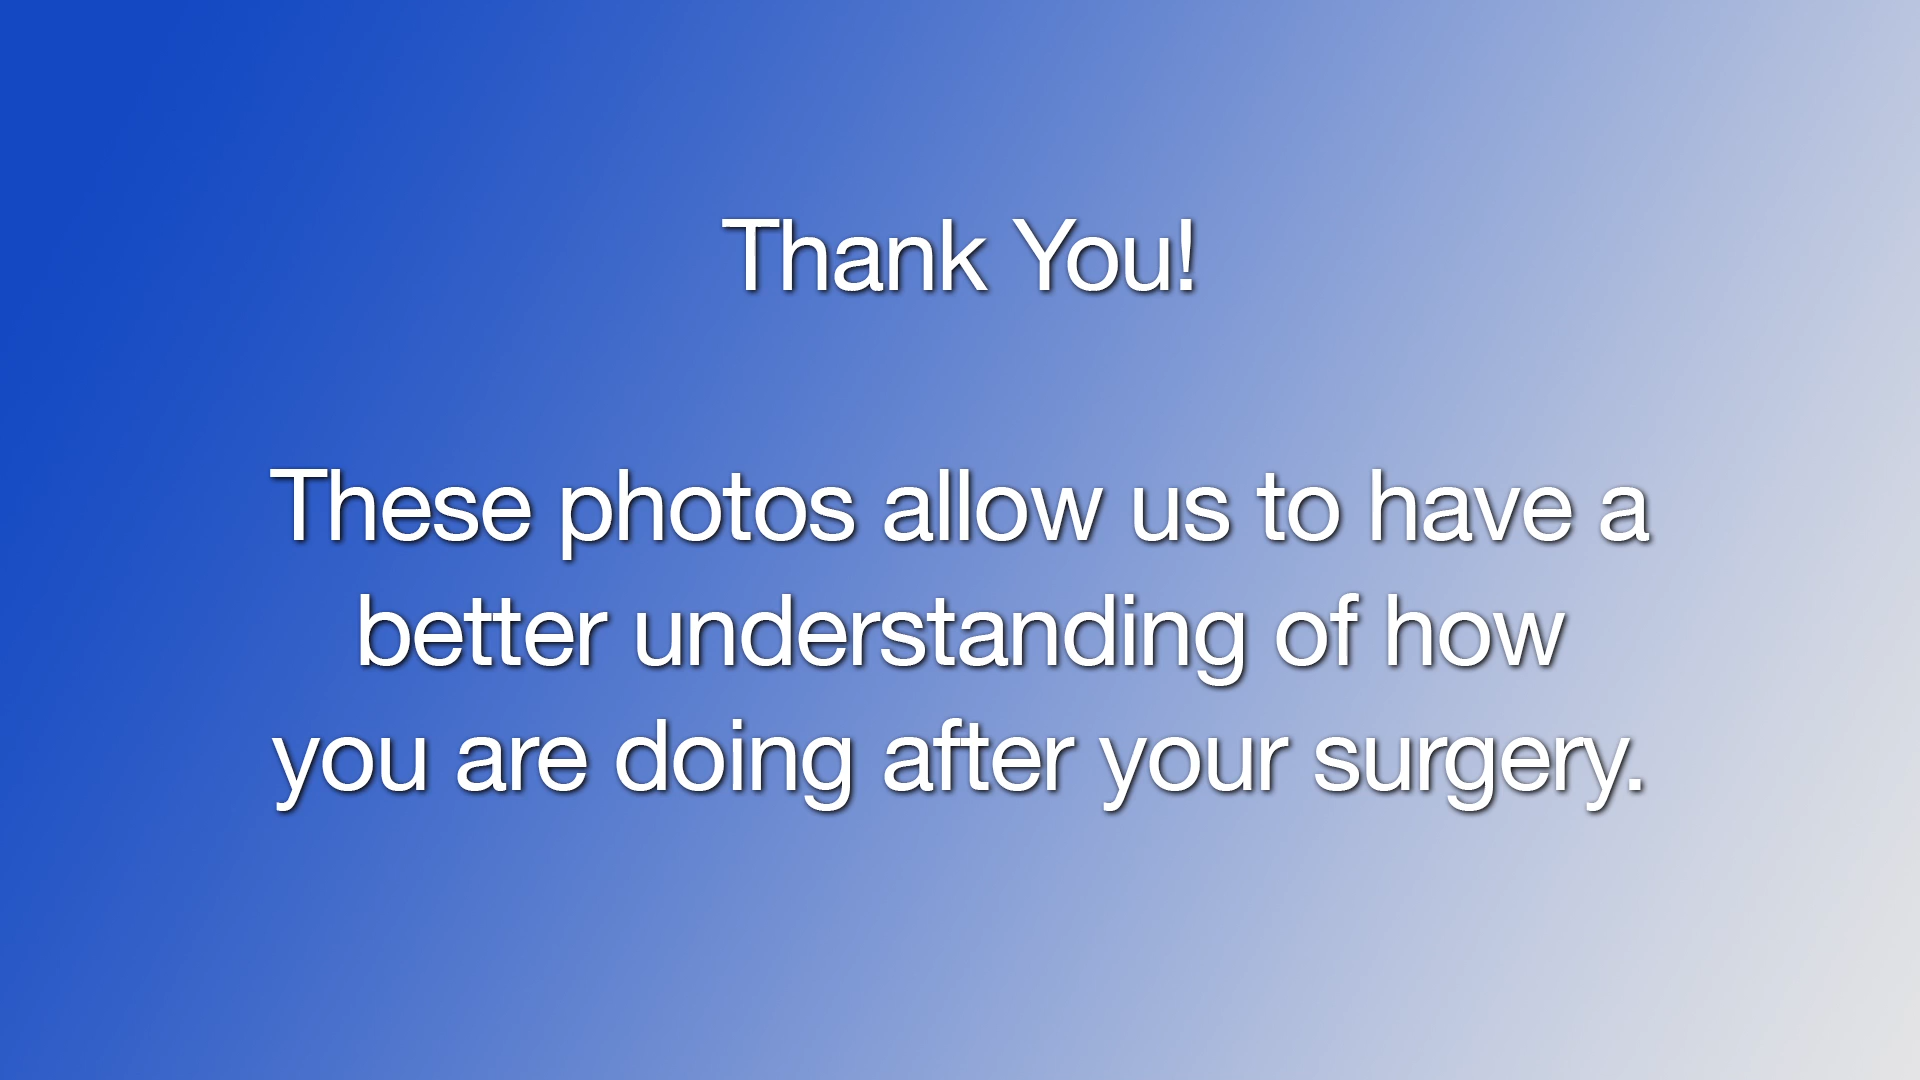 Thank You!
These photos allow us to have a
better understanding of how
you are doing after your surgery.